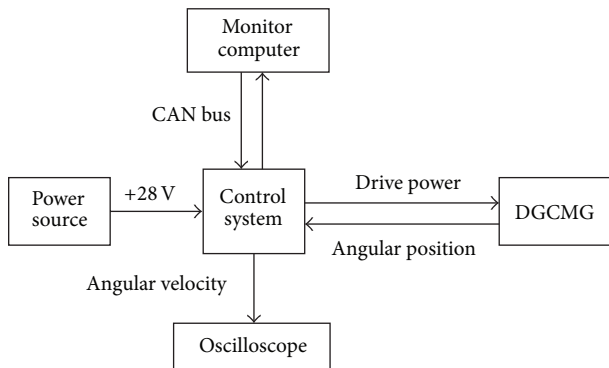 Monitor
computer
CAN bus
Power
source
+28 V
Control
system
Drive power
Angular position
DGCMG
Angular velocity
Oscilloscope